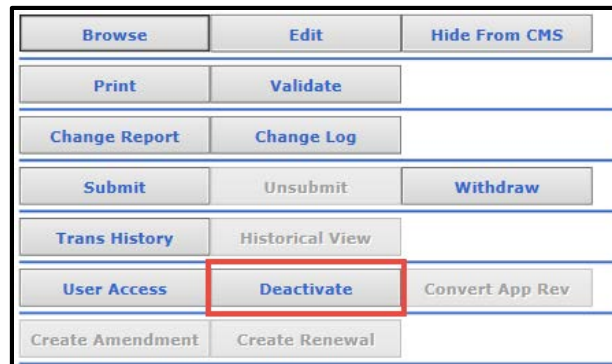 Browse Edit Hide From CMS
Print Validate
Change Report Change Log
Submit Unsubmit Withdraw
Trans History Historical View
User Access Deactivate Convert App Rev
Create Amendment Create Renewal